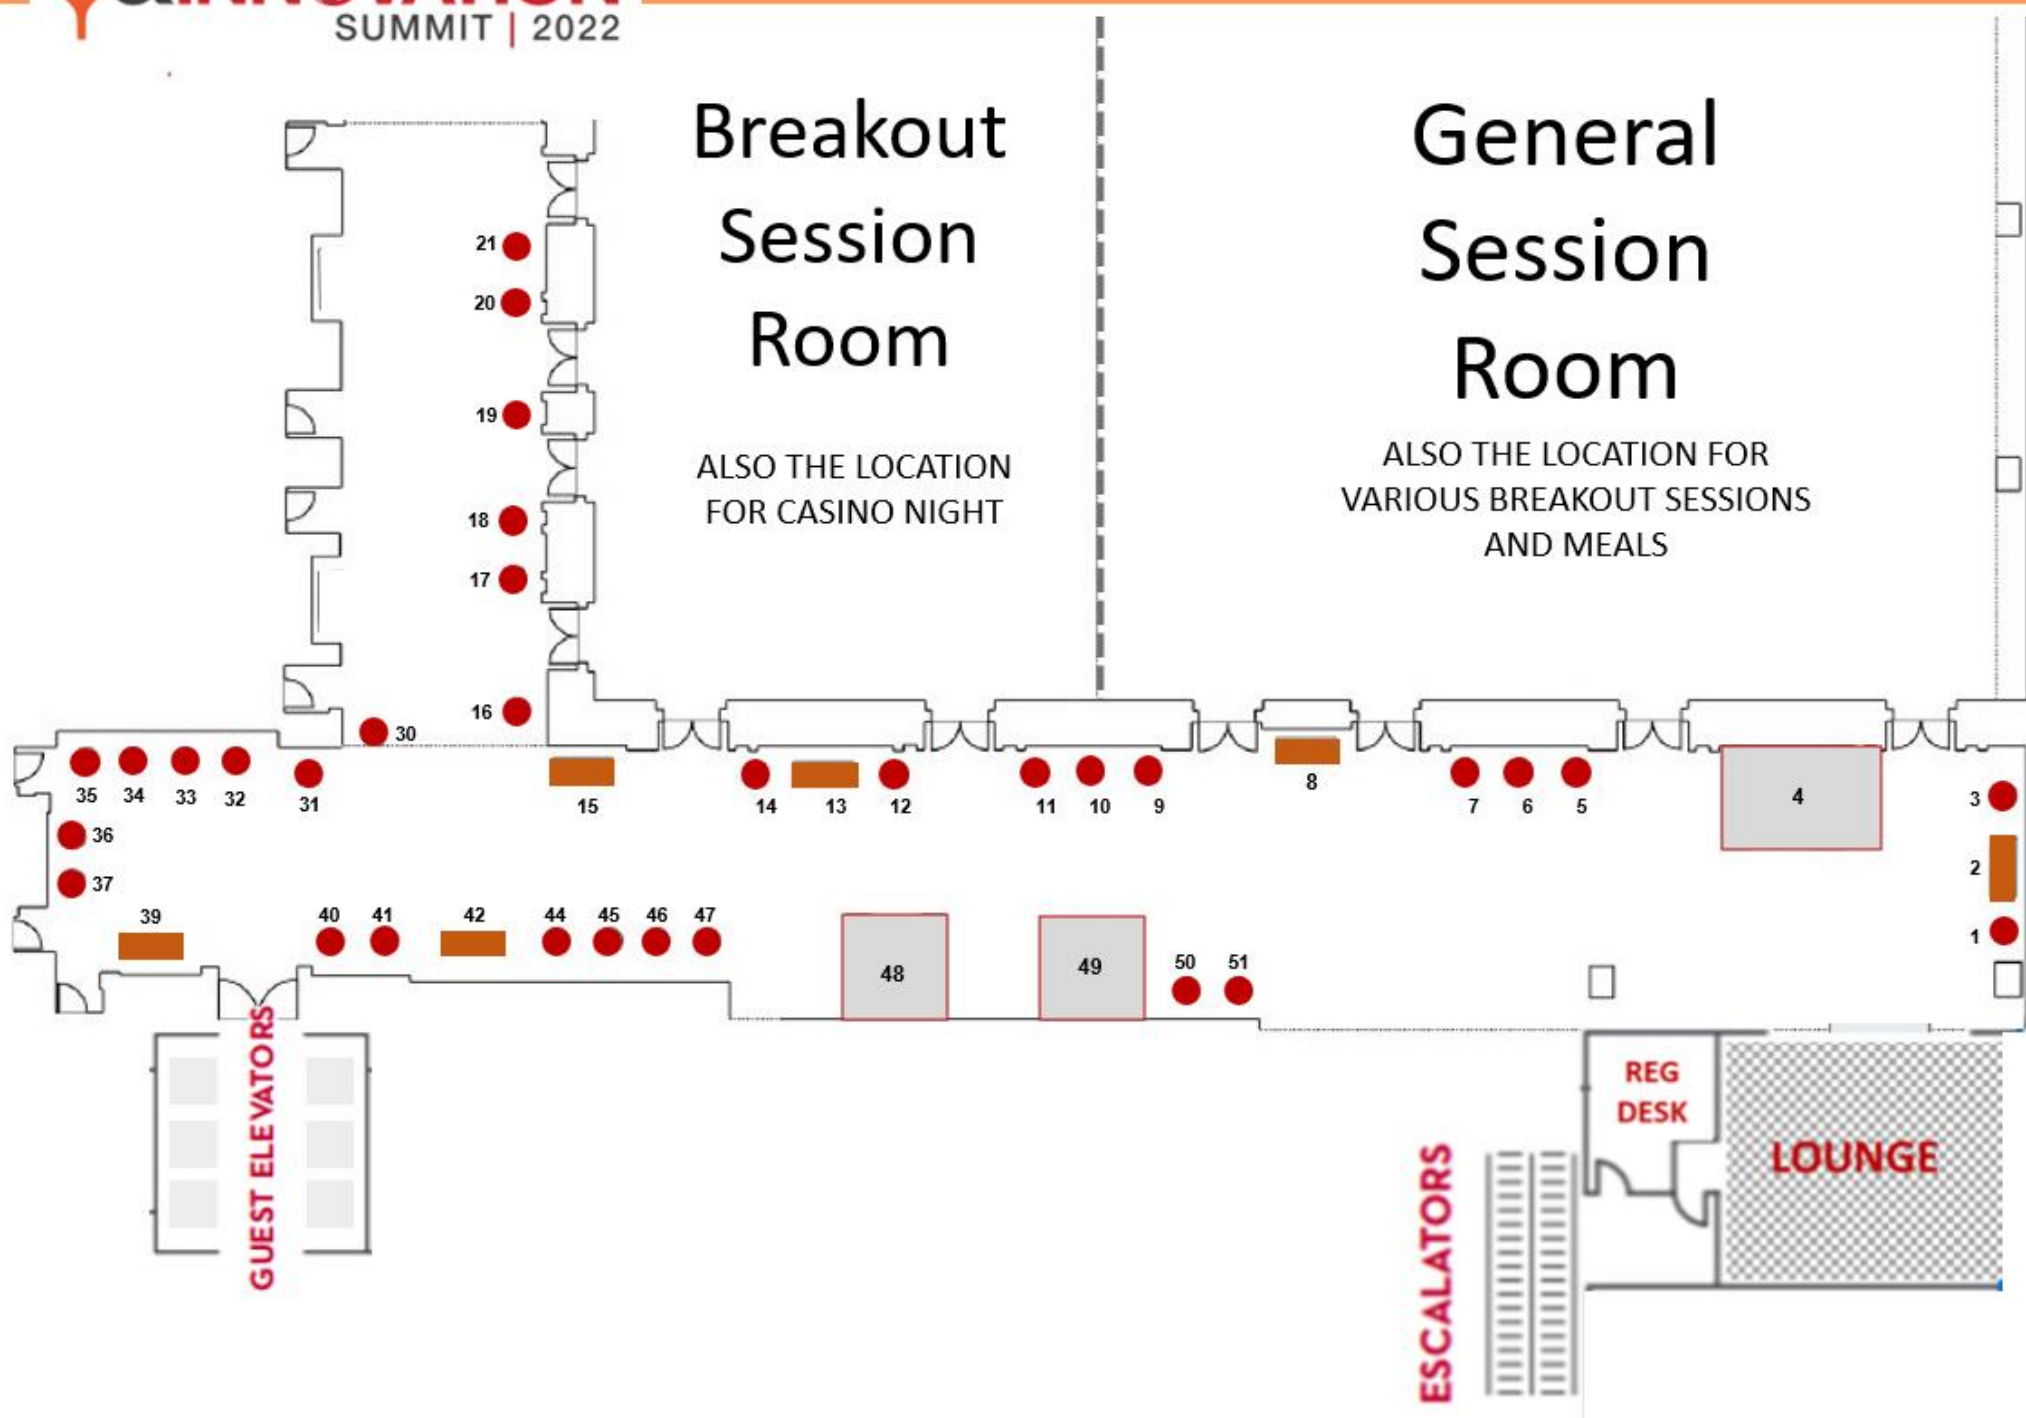 SUMMIT | 2022
Breakout
Session
Room
ALSO THE LOCATION
FOR CASINO NIGHT
General
Session
Room
ALSO THE LOCATION FOR
VARIOUS BREAKOUT SESSIONS
AND MEALS
21
20
19
18
17
16
30
35 34 33 32 31
15
14 13 12
11 10 9
8
7 6 5
4
3
36
37
2
1
39
40 41 42 44 45 46 47
48
49
50 51
GUEST ELEVATORS
ESCALATORS
REG
DESK
LOUNGE